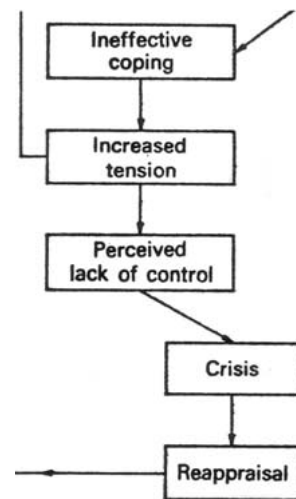 Ineffective
coping
Increased
tension
Perceived
lack of control
Crisis
Reappraisal